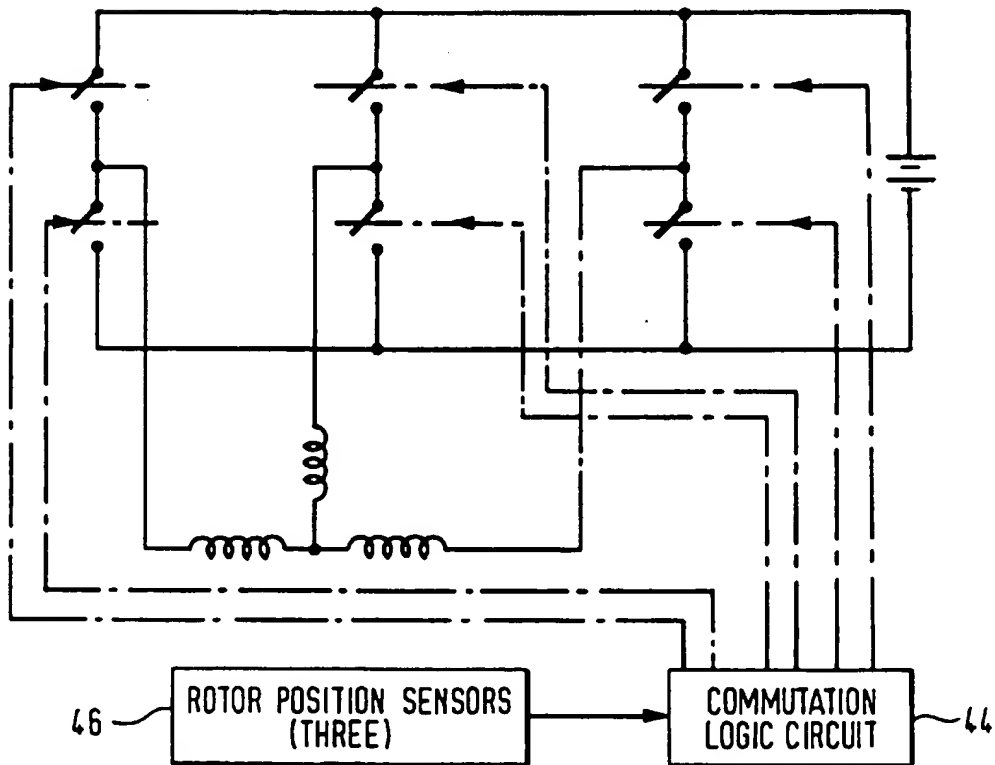 46
ROTOR POSITION SENSORS
(THREE)
COMMUTATION
LOGIC CIRCUIT
44